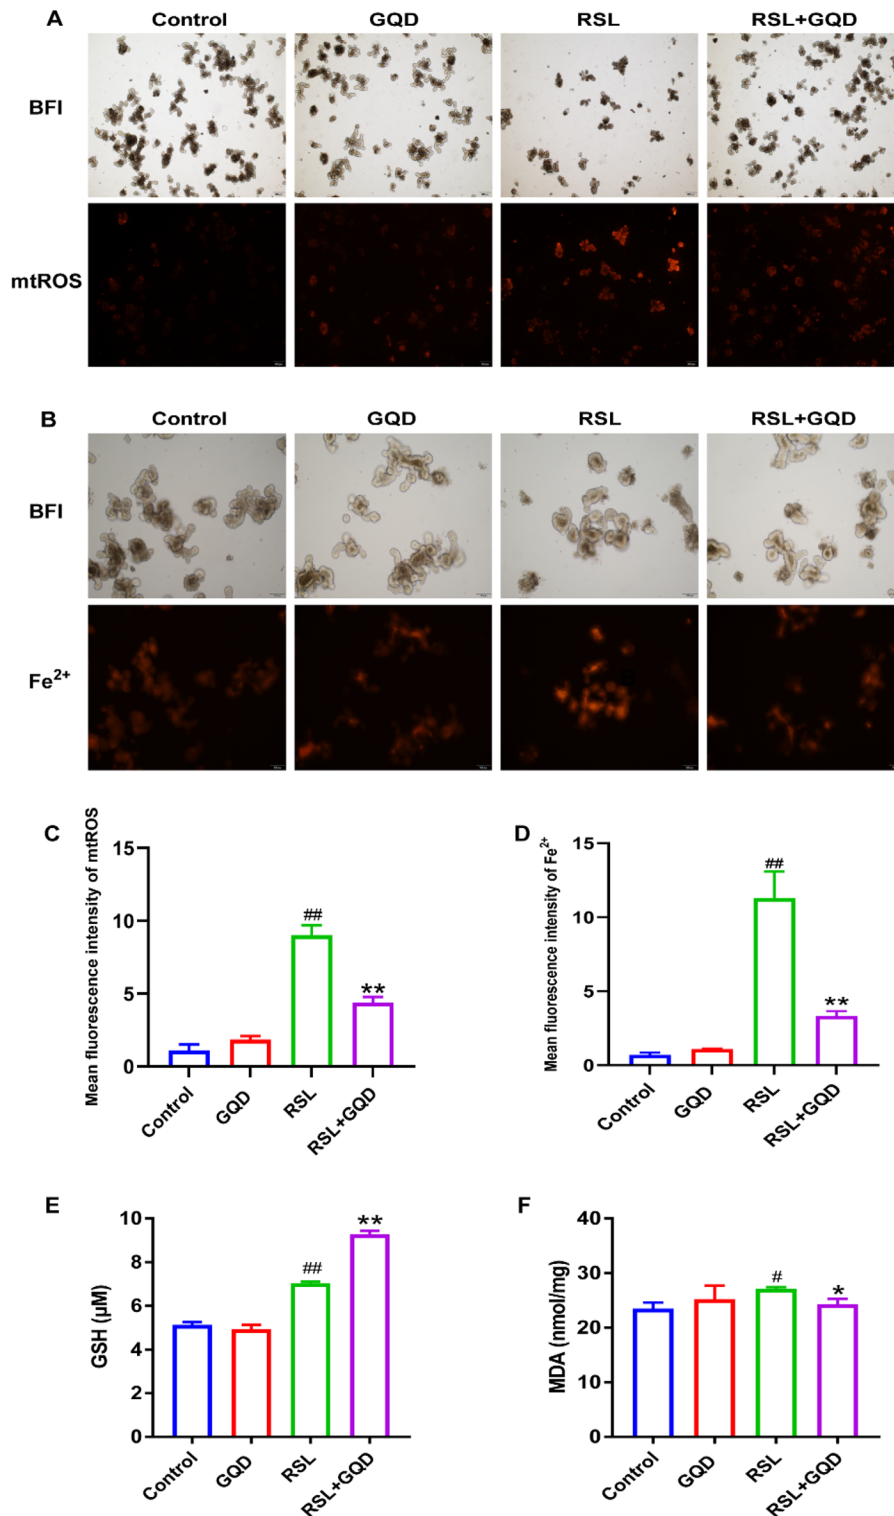 A
Control GQD RSL RSL+GQD
BFI
mtROS
B
Control GQD RSL RSL+GQD
BFI
Fe²⁺
C
Mean fluorescence intensity of mtROS
15
10
5
0
##
**
Control GQD RSL RSL+GQD
D
Mean fluorescence intensity of Fe²⁺
15
10
5
0
##
**
Control GQD RSL RSL+GQD
E
GSH (μM)
10
8
6
4
2
0
##
**
Control GQD RSL RSL+GQD
F
MDA (nmol/mg)
40
30
20
10
0
#
*
Control GQD RSL RSL+GQD